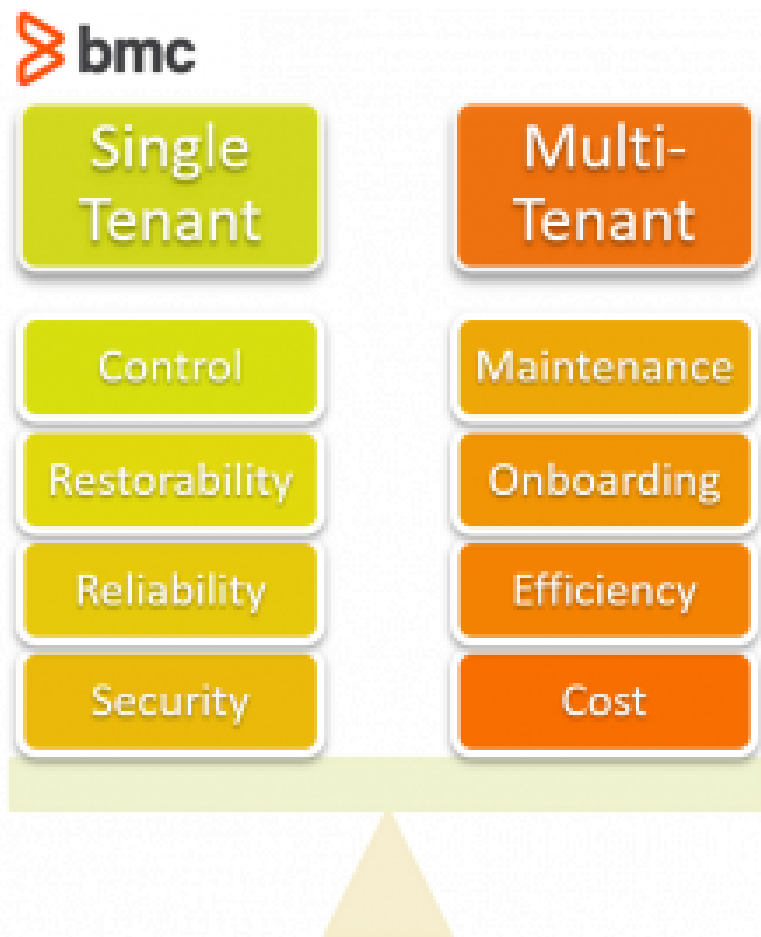 bmc
Single
Tenant
Control
Restorability
Reliability
Security
Multi-
Tenant
Maintenance
Onboarding
Efficiency
Cost